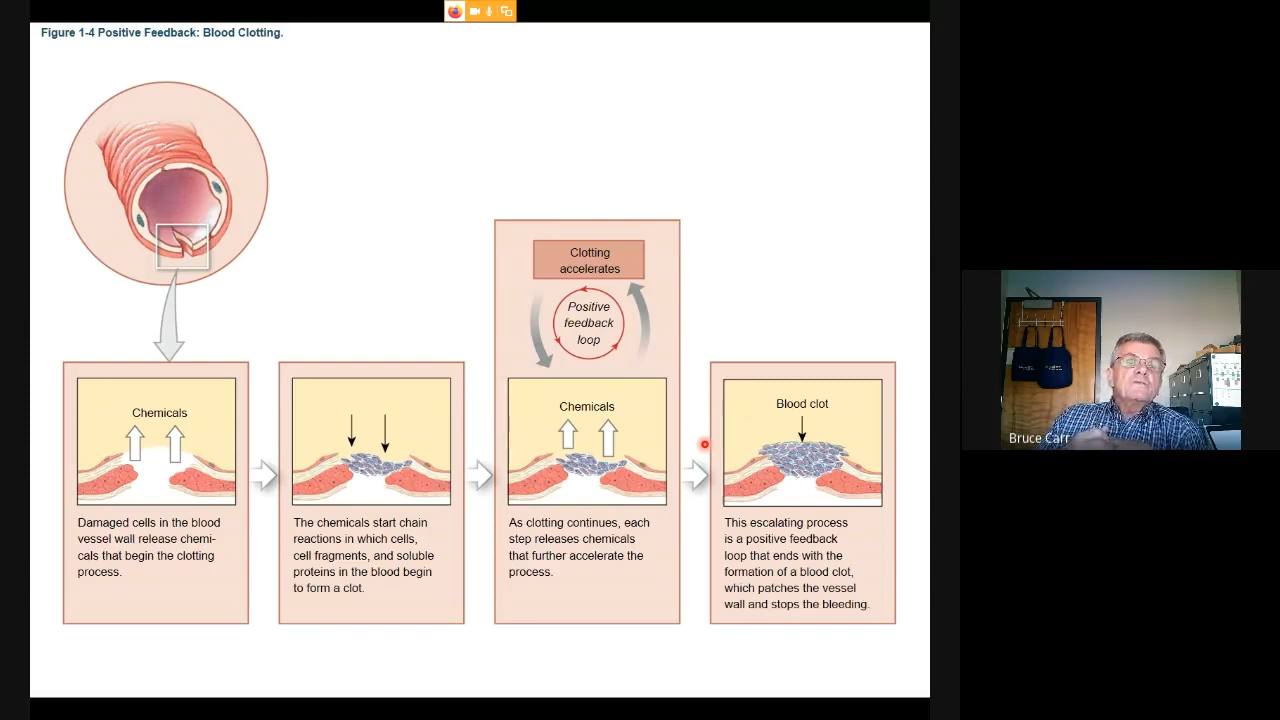 Figure 1-4 Positive Feedback: Blood Clotting.
Clotting
accelerates
Positive
feedback
loop
Chemicals
Damaged cells in the blood
vessel wall release chemi-
cals that begin the clotting
process.
The chemicals start chain
reactions in which cells,
cell fragments, and soluble
proteins in the blood begin
to form a clot.
Chemicals
As clotting continues, each
step releases chemicals
that further accelerate the
process.
Blood clot
This escalating process
is a positive feedback
loop that ends with the
formation of a blood clot,
which patches the vessel
wall and stops the bleeding.
Bruce Carr